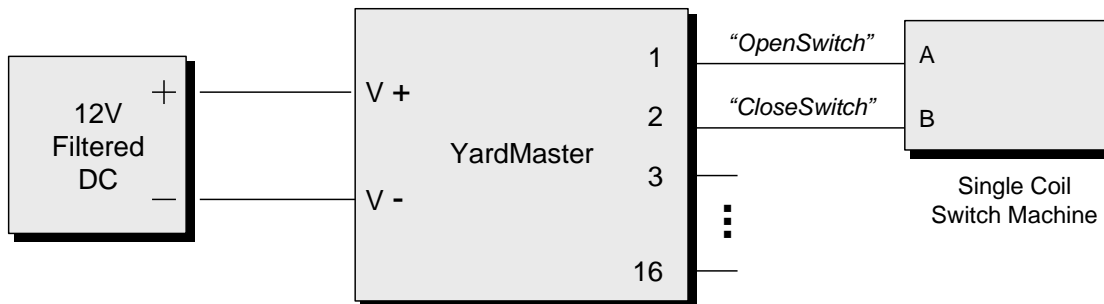 12V
Filtered
DC
+
—
V +
V -
YardMaster
1
2
3
16
“OpenSwitch”
“CloseSwitch”
A
B
Single Coil
Switch Machine